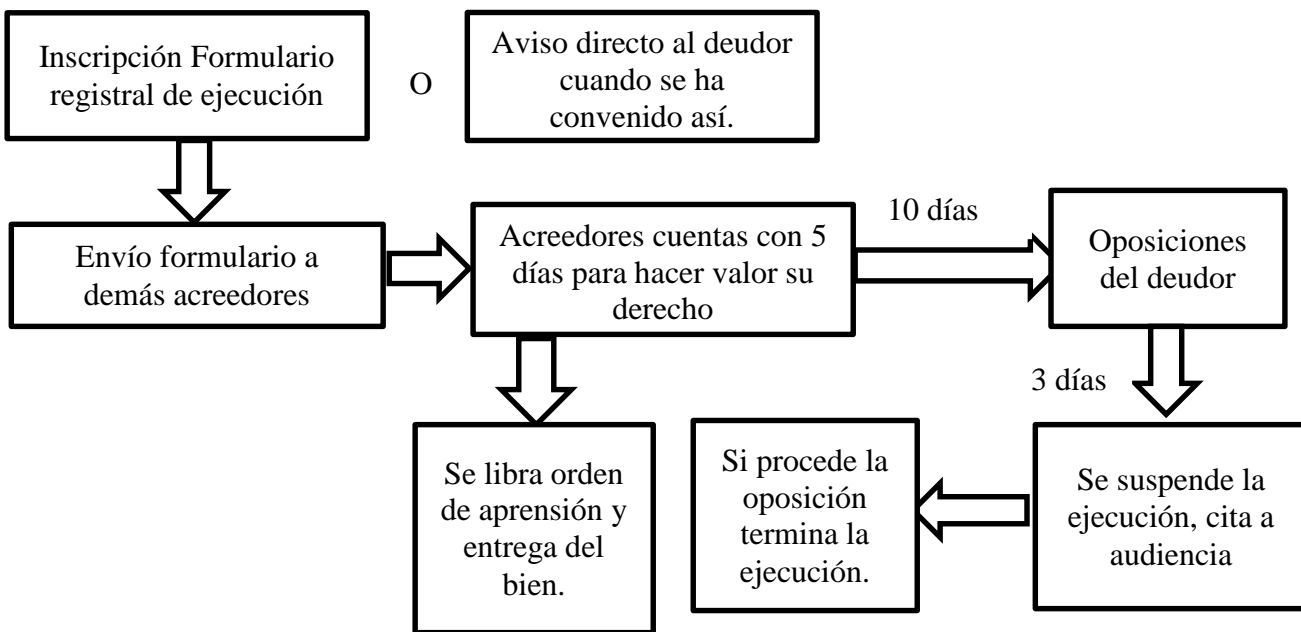 Inscripción Formulario
registral de ejecución
O
Aviso directo al deudor
cuando se ha
convenido así.
Envío formulario a
demás acreedores
Acreedores cuentas con 5
días para hacer valor su
derecho
10 días
Oposiciones
del deudor
3 días
Se libra orden
de aprensión y
entrega del
bien.
Si procede la
oposición
termina la
ejecución.
Se suspende la
ejecución, cita a
audiencia